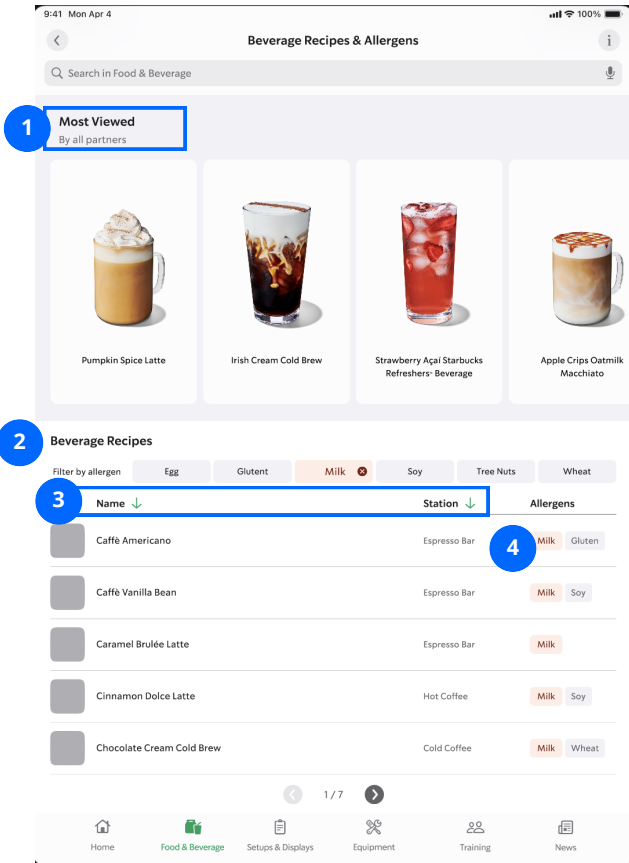 9:41 Mon Apr 4 100%
Beverage Recipes & Allergens
Search in Food & Beverage
1
Most Viewed
By all partners
Pumpkin Spice Latte
Irish Cream Cold Brew
Strawberry Açaí Starbucks
Refreshers® Beverage
Apple Crips Oatmilk
Macchiato
2
Beverage Recipes
Filter by allergen Egg Glutent Milk Soy Tree Nuts Wheat
3
Name Station Allergens
4
Caffè Americano Espresso Bar Milk Gluten
Caffè Vanilla Bean Espresso Bar Milk Soy
Caramel Brulée Latte Espresso Bar Milk
Cinnamon Dolce Latte Hot Coffee Milk Soy
Chocolate Cream Cold Brew Cold Coffee Milk Wheat
1 / 7
Home Food & Beverage Setups & Displays Equipment Training News